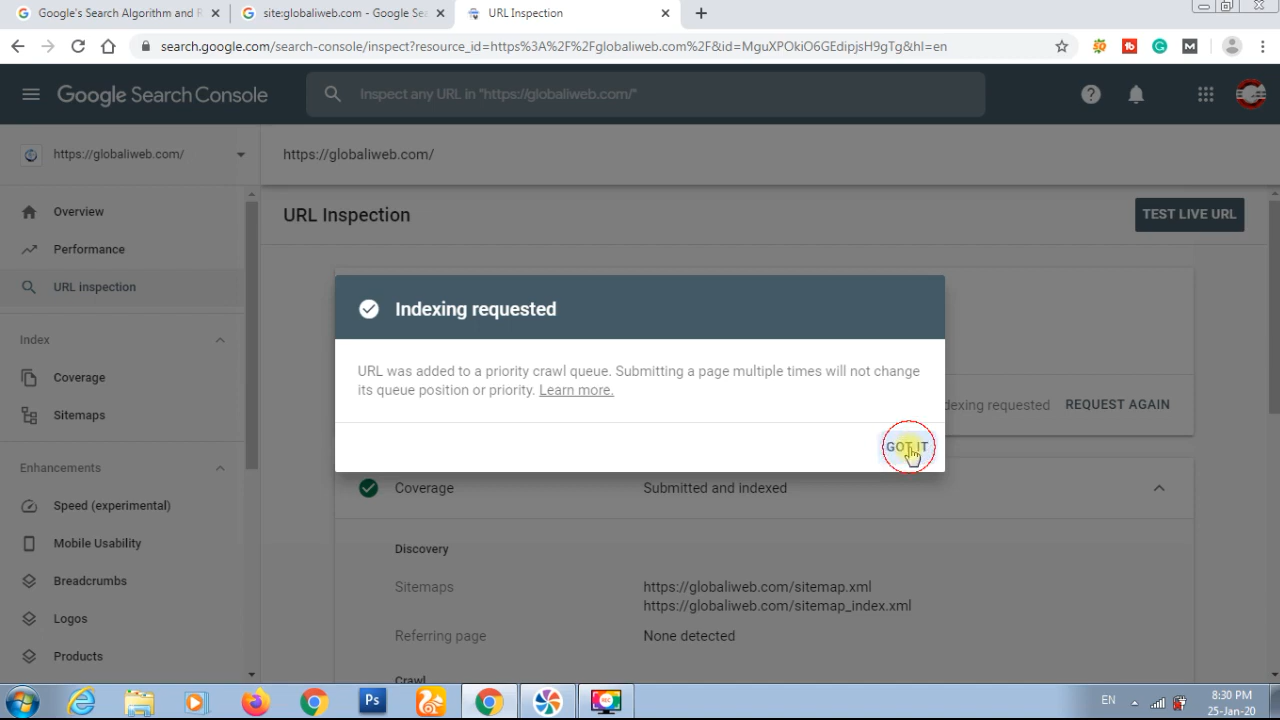 Google's Search Algorithm and R
site:globaliweb.com - Google Sea
URL Inspection
search.google.com/search-console/inspect?resource_id=https%3A%2F%2Fglobaliweb.com%2F&id=MguXPOkiO6GEdipjsH9gTg&hl=en
Google Search Console
Inspect any URL in "https://globaliweb.com/"
https://globaliweb.com/
https://globaliweb.com/
Overview
Performance
URL inspection
Index
Coverage
Sitemaps
Enhancements
Speed (experimental)
Mobile Usability
Breadcrumbs
Logos
Products
URL Inspection
TEST LIVE URL
Indexing requested
URL was added to a priority crawl queue. Submitting a page multiple times will not change
its queue position or priority. Learn more.
GOT IT
dexing requested
REQUEST AGAIN
Coverage
Submitted and indexed
Discovery
Sitemaps
https://globaliweb.com/sitemap.xml
https://globaliweb.com/sitemap_index.xml
Referring page
None detected
Crawl
Ps
REC
EN
8:30 PM
25-Jan-20